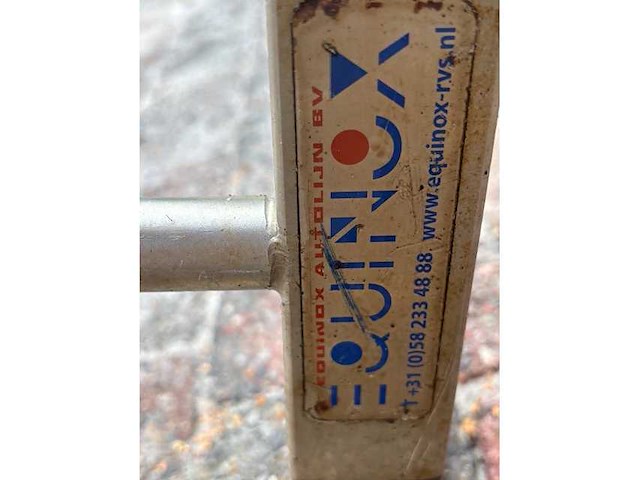 EQUINOX AUTOLIJN BV
EQUINOX
T +31 (0)58 233 48 88 www.equinox-rvs.nl